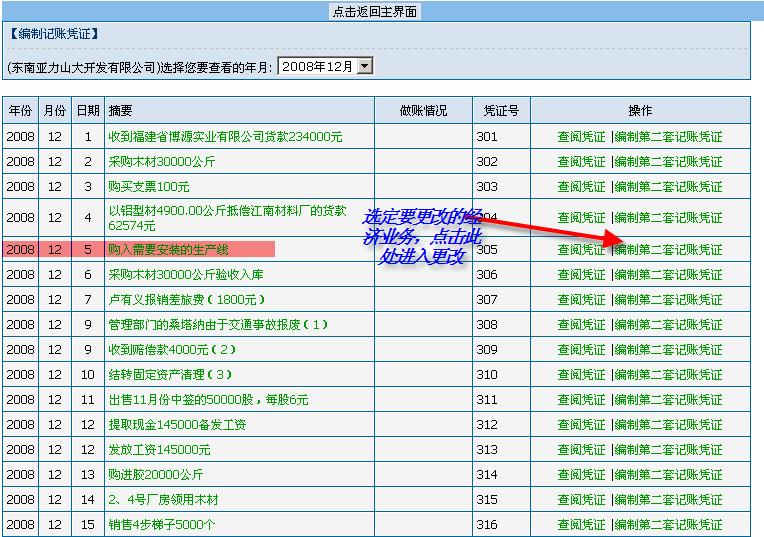 点击返回主界面
【编制记账凭证】
(东南亚力山大开发有限公司)选择您要查看的年月: 2008年12月
年份 月份 日期 摘要 做账情况 凭证号 操作
2008 12 1 收到福建省博源实业有限公司货款234000元 301 查阅凭证 |编制第二套记账凭证
2008 12 2 采购木材30000公斤 302 查阅凭证 |编制第二套记账凭证
2008 12 3 购买支票100元 303 查阅凭证 |编制第二套记账凭证
2008 12 4 以铝型材4900.00公斤抵偿江南材料厂的货款 304 查阅凭证 |编制第二套记账凭证
62574元
选定要更改的经
济业务，点击此
处进入更改
2008 12 5 购入需要安装的生产线 305 查阅凭证 |编制第二套记账凭证
2008 12 6 采购木材30000公斤验收入库 306 查阅凭证 |编制第二套记账凭证
2008 12 7 卢有义报销差旅费（1800元） 307 查阅凭证 |编制第二套记账凭证
2008 12 9 管理部门的桑塔纳由于交通事故报废（1） 308 查阅凭证 |编制第二套记账凭证
2008 12 9 收到赔偿款4000元（2） 309 查阅凭证 |编制第二套记账凭证
2008 12 10 结转固定资产清理（3） 310 查阅凭证 |编制第二套记账凭证
2008 12 11 出售11月份中签的50000股，每股6元 311 查阅凭证 |编制第二套记账凭证
2008 12 12 提取现金145000备发工资 312 查阅凭证 |编制第二套记账凭证
2008 12 12 发放工资145000元 313 查阅凭证 |编制第二套记账凭证
2008 12 13 购进胶20000公斤 314 查阅凭证 |编制第二套记账凭证
2008 12 14 2、4号厂房领用木材 315 查阅凭证 |编制第二套记账凭证
2008 12 15 销售4步梯子5000个 316 查阅凭证 |编制第二套记账凭证